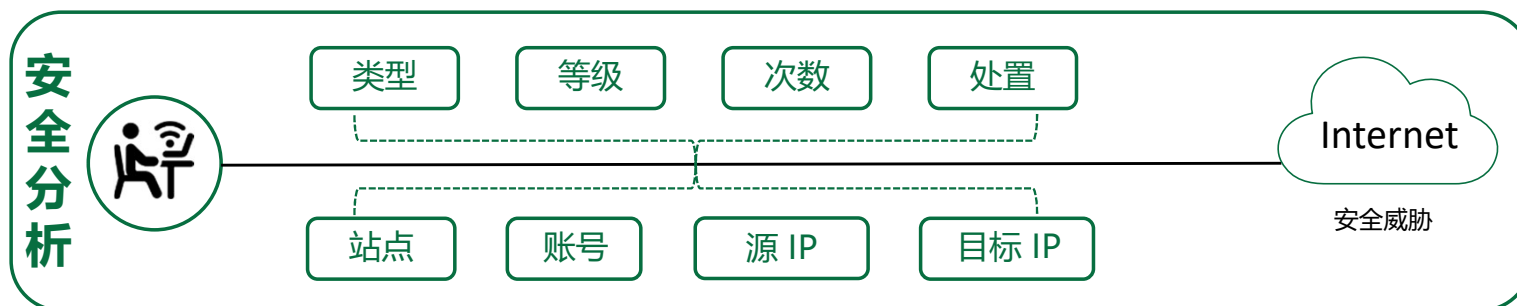 安全分析
类型
等级
次数
处置
Internet
安全威胁
站点
账号
源 IP
目标 IP